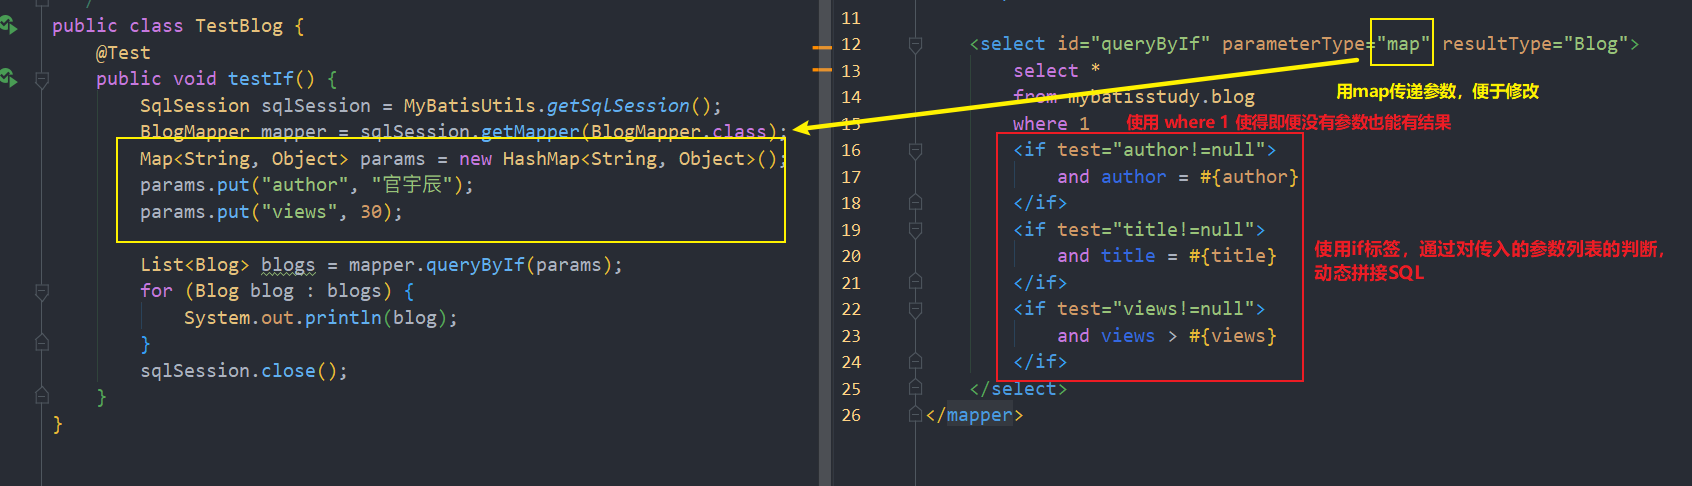 public class TestBlog {
@Test
public void testIf() {
SqlSession sqlSession = MyBatisUtils.getSqlSession();
BlogMapper mapper = sqlSession.getMapper(BlogMapper.class);
Map<String, Object> params = new HashMap<String, Object>();
params.put("author", "官宇辰");
params.put("views", 30);
List<Blog> blogs = mapper.queryByIf(params);
for (Blog blog : blogs) {
System.out.println(blog);
}
sqlSession.close();
}
}
11
12 <select id="queryByIf" parameterType="map" resultType="Blog">
13 select *
14 from mybatisstudy.blog
用map传递参数，便于修改
15 where 1
使用 where 1 使得即便没有参数也能有结果
16 <if test="author!=null">
17 and author = #{author}
18 </if>
19 <if test="title!=null">
20 and title = #{title}
21 </if>
22 <if test="views!=null">
23 and views > #{views}
24 </if>
使用if标签，通过对传入的参数列表的判断，
动态拼接SQL
25 </select>
26 </mapper>